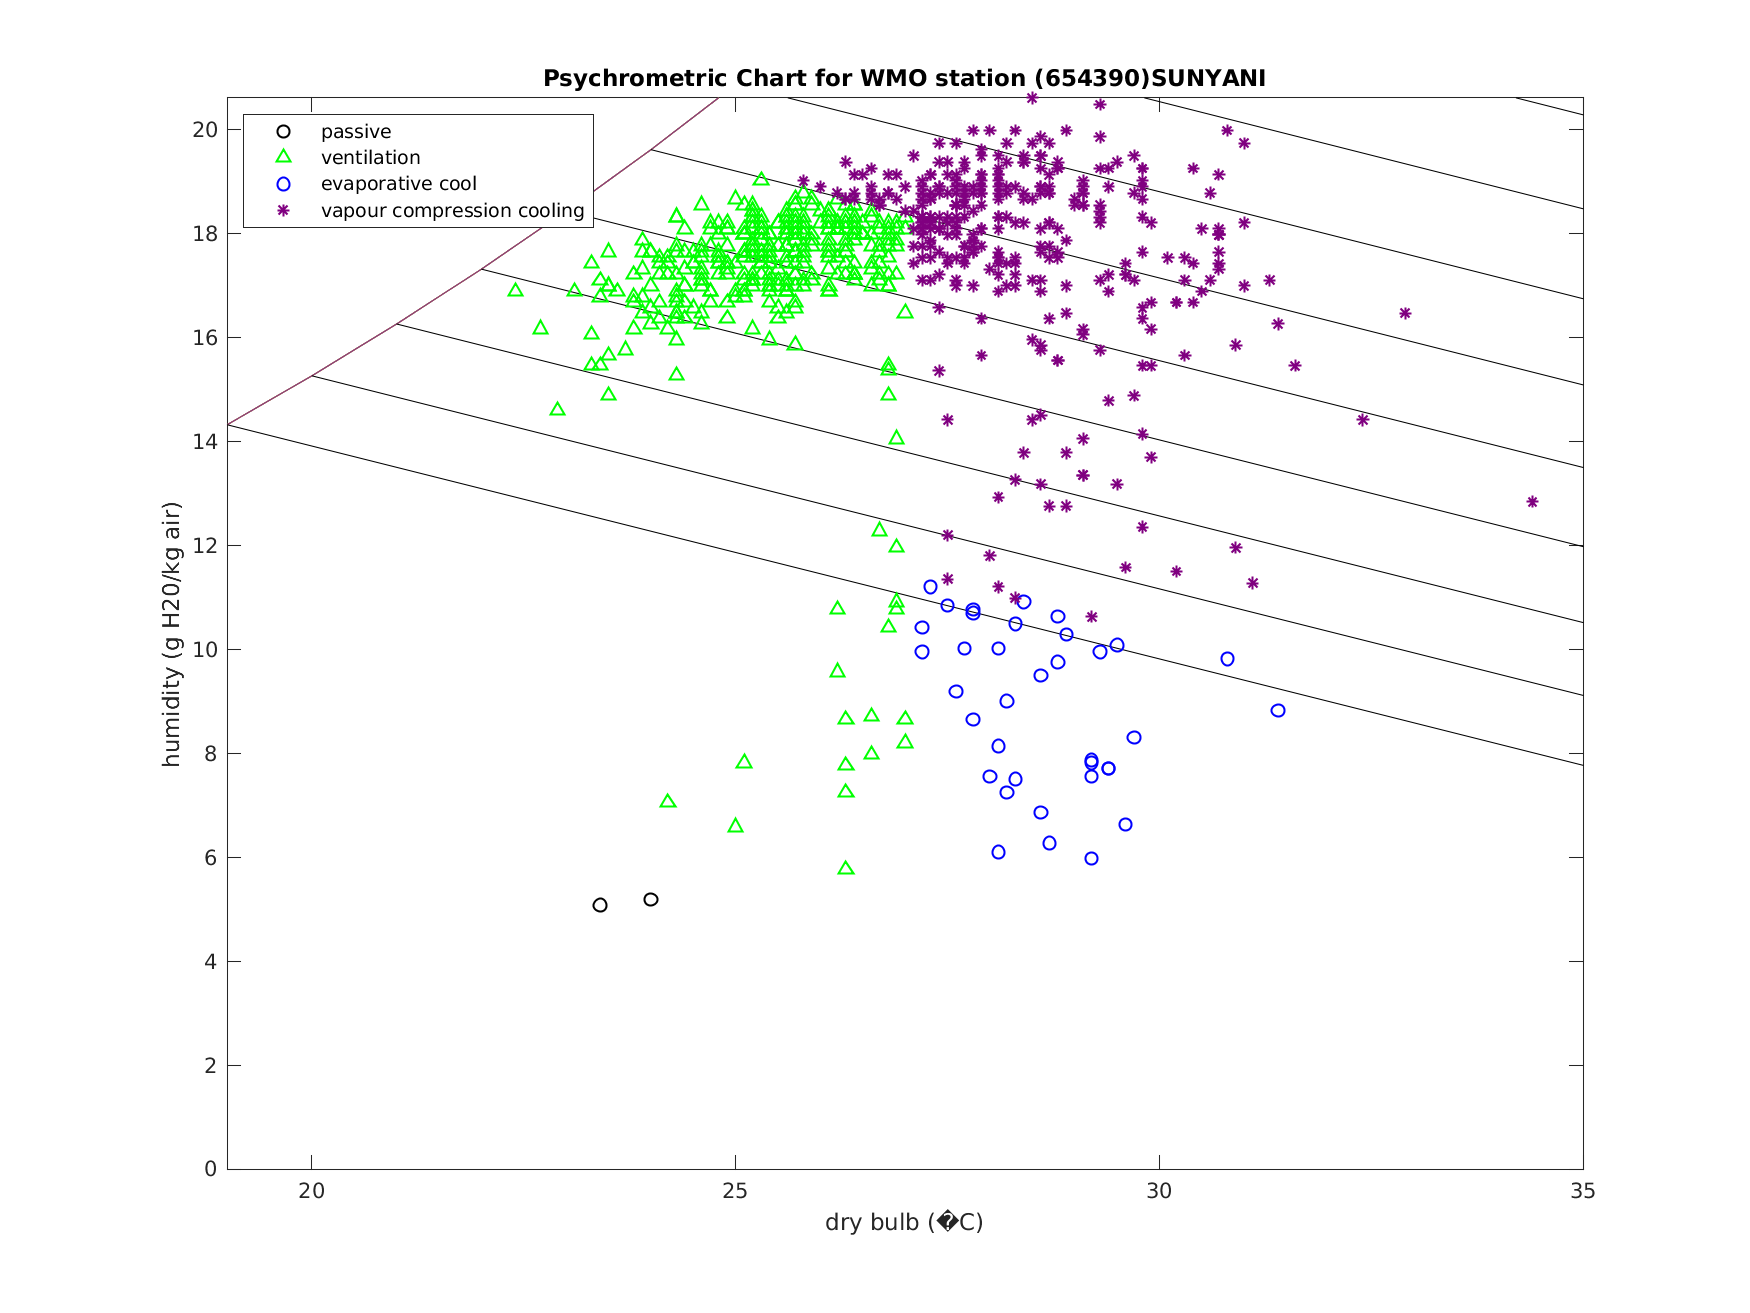 Psychrometric Chart for WMO station (654390)SUNYANI
passive
ventilation
evaporative cool
vapour compression cooling
20
18
16
14
12
10
8
6
4
2
0
humidity (g H20/kg air)
20 25 30 35
dry bulb (�C)